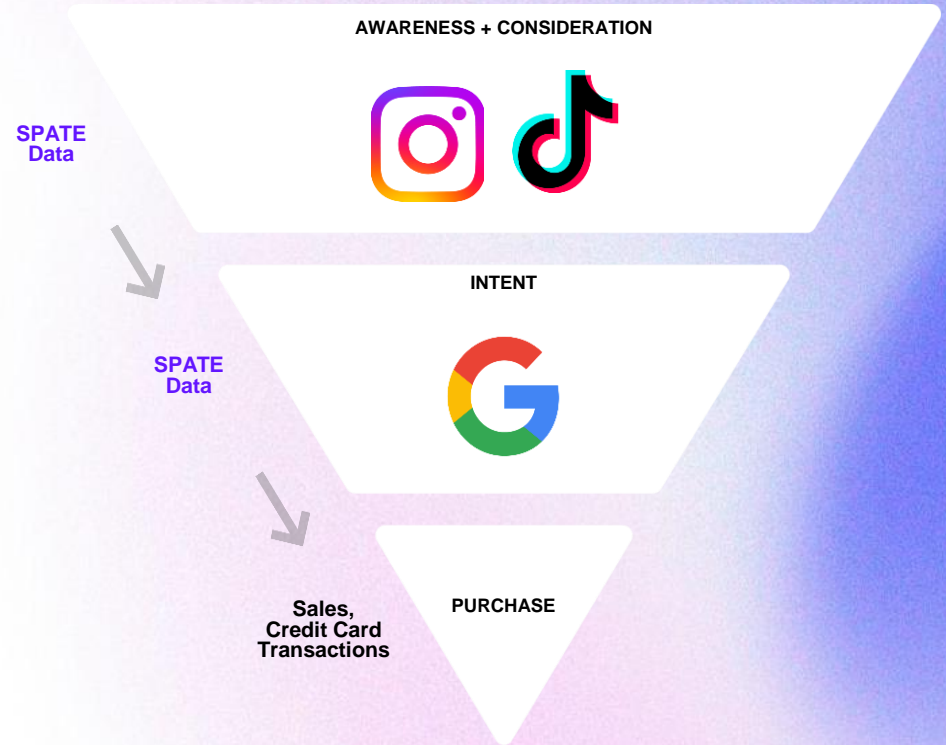 AWARENESS + CONSIDERATION
SPATE
Data
INTENT
SPATE
Data
Sales,
Credit Card
Transactions
PURCHASE